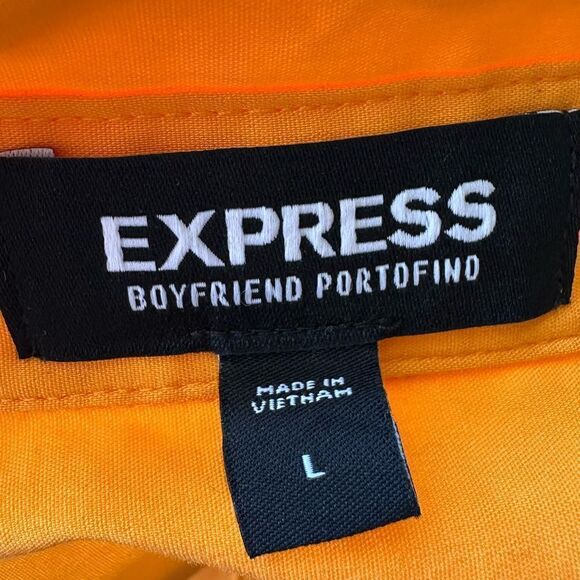 EXPRESS
BOYFRIEND PORTOFINO
MADE IN
VIETNAM
L